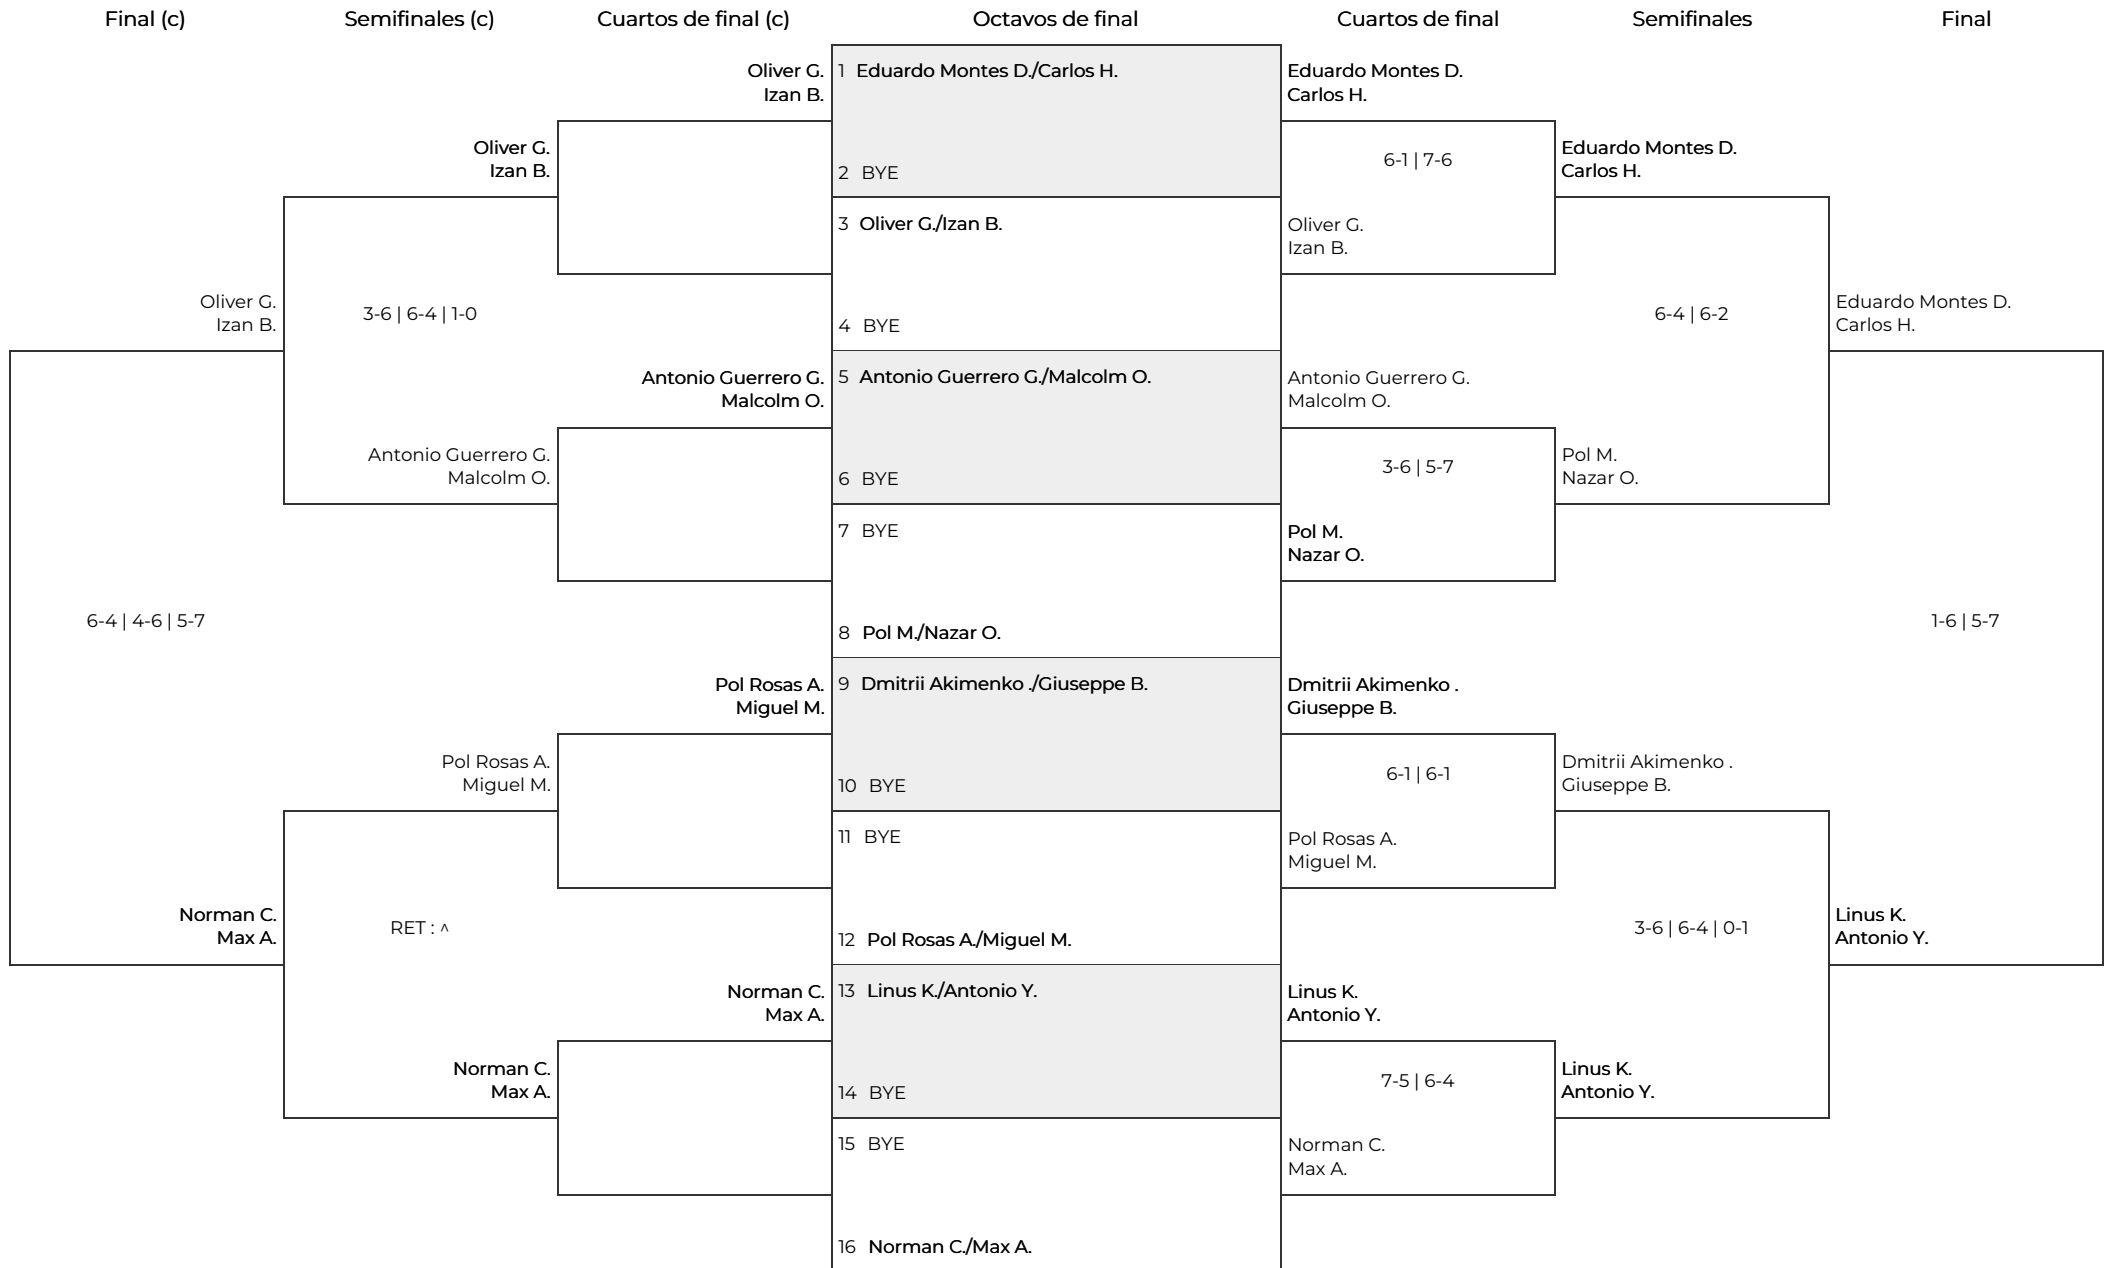 Final (c) Semifinales (c) Cuartos de final (c) Octavos de final Cuartos de final Semifinales Final
Oliver G. 1 Eduardo Montes D./Carlos H. Eduardo Montes D.
Izan B. Carlos H.
Oliver G. Eduardo Montes D.
Izan B. 6-1 | 7-6 Carlos H.
2 BYE
3 Oliver G./Izan B. Oliver G.
Izan B.
Oliver G. Eduardo Montes D.
Izan B. 3-6 | 6-4 | 1-0 4 BYE 6-4 | 6-2 Carlos H.
Antonio Guerrero G. 5 Antonio Guerrero G./Malcolm O. Antonio Guerrero G.
Malcolm O. Malcolm O.
Antonio Guerrero G. 3-6 | 5-7 Pol M.
Malcolm O. 6 BYE Nazar O.
7 BYE Pol M.
Nazar O.
6-4 | 4-6 | 5-7 8 Pol M./Nazar O. 1-6 | 5-7
Pol Rosas A. 9 Dmitrii Akimenko ./Giuseppe B. Dmitrii Akimenko .
Miguel M. Giuseppe B.
Pol Rosas A. 6-1 | 6-1 Dmitrii Akimenko .
Miguel M. 10 BYE Giuseppe B.
11 BYE Pol Rosas A.
Miguel M.
Norman C. RET : ^ 3-6 | 6-4 | 0-1 Linus K.
Max A. 12 Pol Rosas A./Miguel M. Antonio Y.
Norman C. 13 Linus K./Antonio Y. Linus K.
Max A. Antonio Y.
Norman C. 7-5 | 6-4 Linus K.
Max A. 14 BYE Antonio Y.
15 BYE Norman C.
Max A.
16 Norman C./Max A.